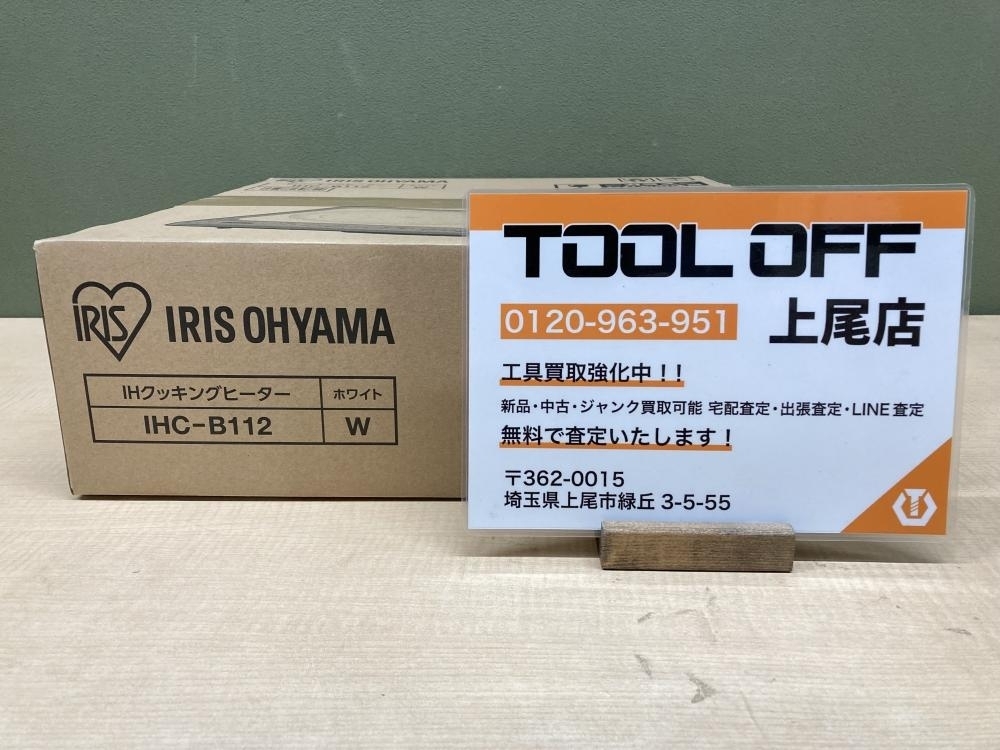 IRIS OHYAMA
IRIS
IRIS OHYAMA
IHクッキングヒーター ホワイト
IHC-B112 W
TOOL OFF
0120-963-951 上尾店
工具買取強化中！！
新品・中古・ジャンク買取可能 宅配査定・出張査定・LINE査定
無料で査定いたします！
〒362-0015
埼玉県上尾市緑丘 3-5-55